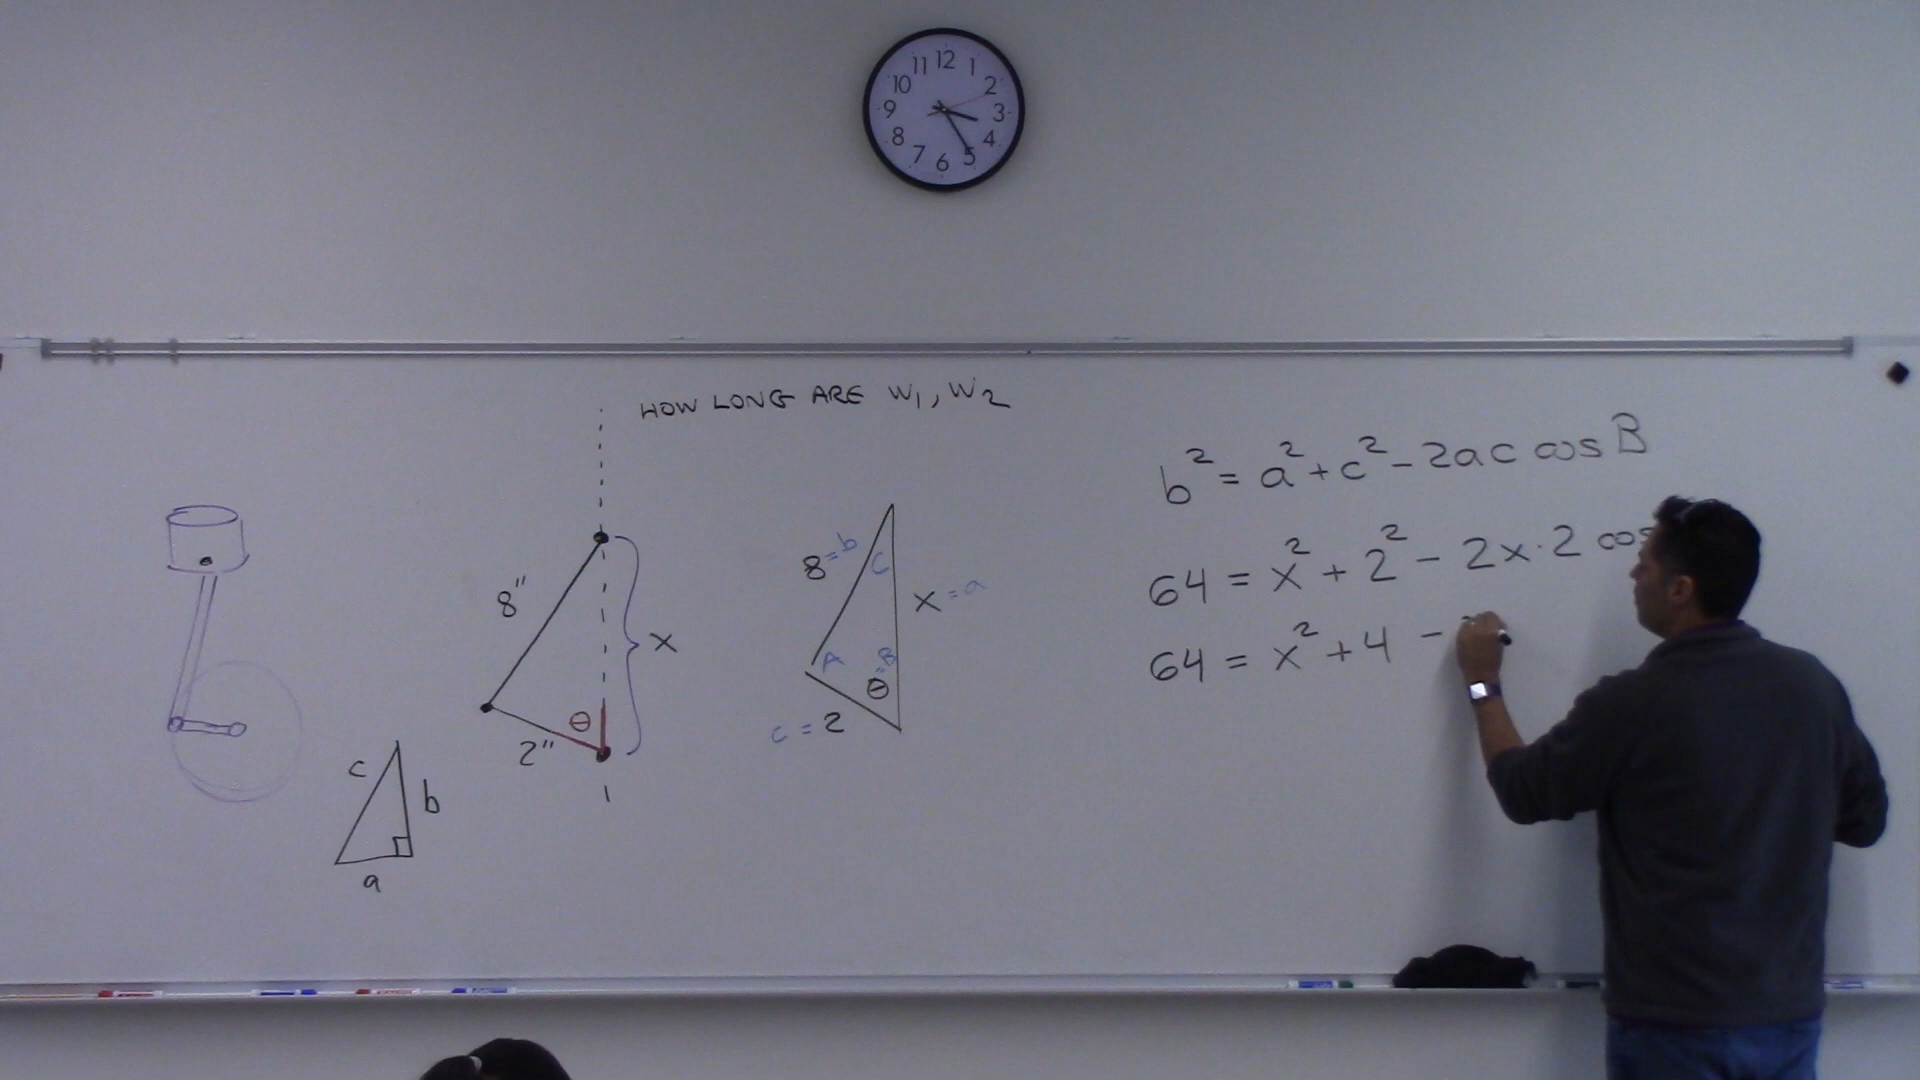 11 12 1
10 2
9 3
8 4
7 6 5
HOW LONG ARE W₁, W₂
8"
2"
θ
x
c
b
a
8 = b
C
x = a
A
θ = B
c = 2
b² = a² + c² - 2ac cos B
64 = x² + 2² - 2x · 2 cos
64 = x² + 4 -